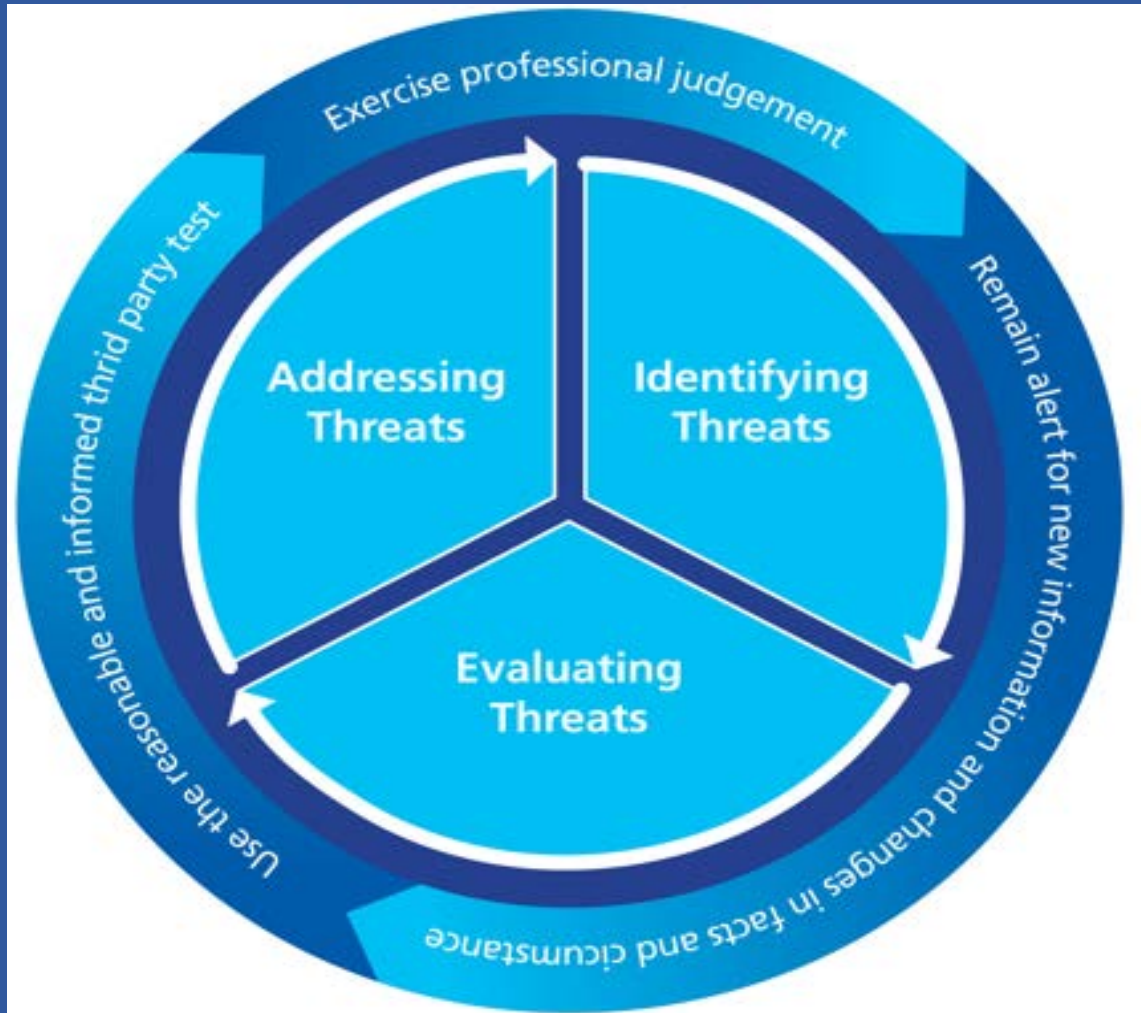 Exercise professional judgement
Remain alert for new information and changes in facts and cicumstance
Use the reasonable and informed thrid party test
Addressing
Threats
Identifying
Threats
Evaluating
Threats